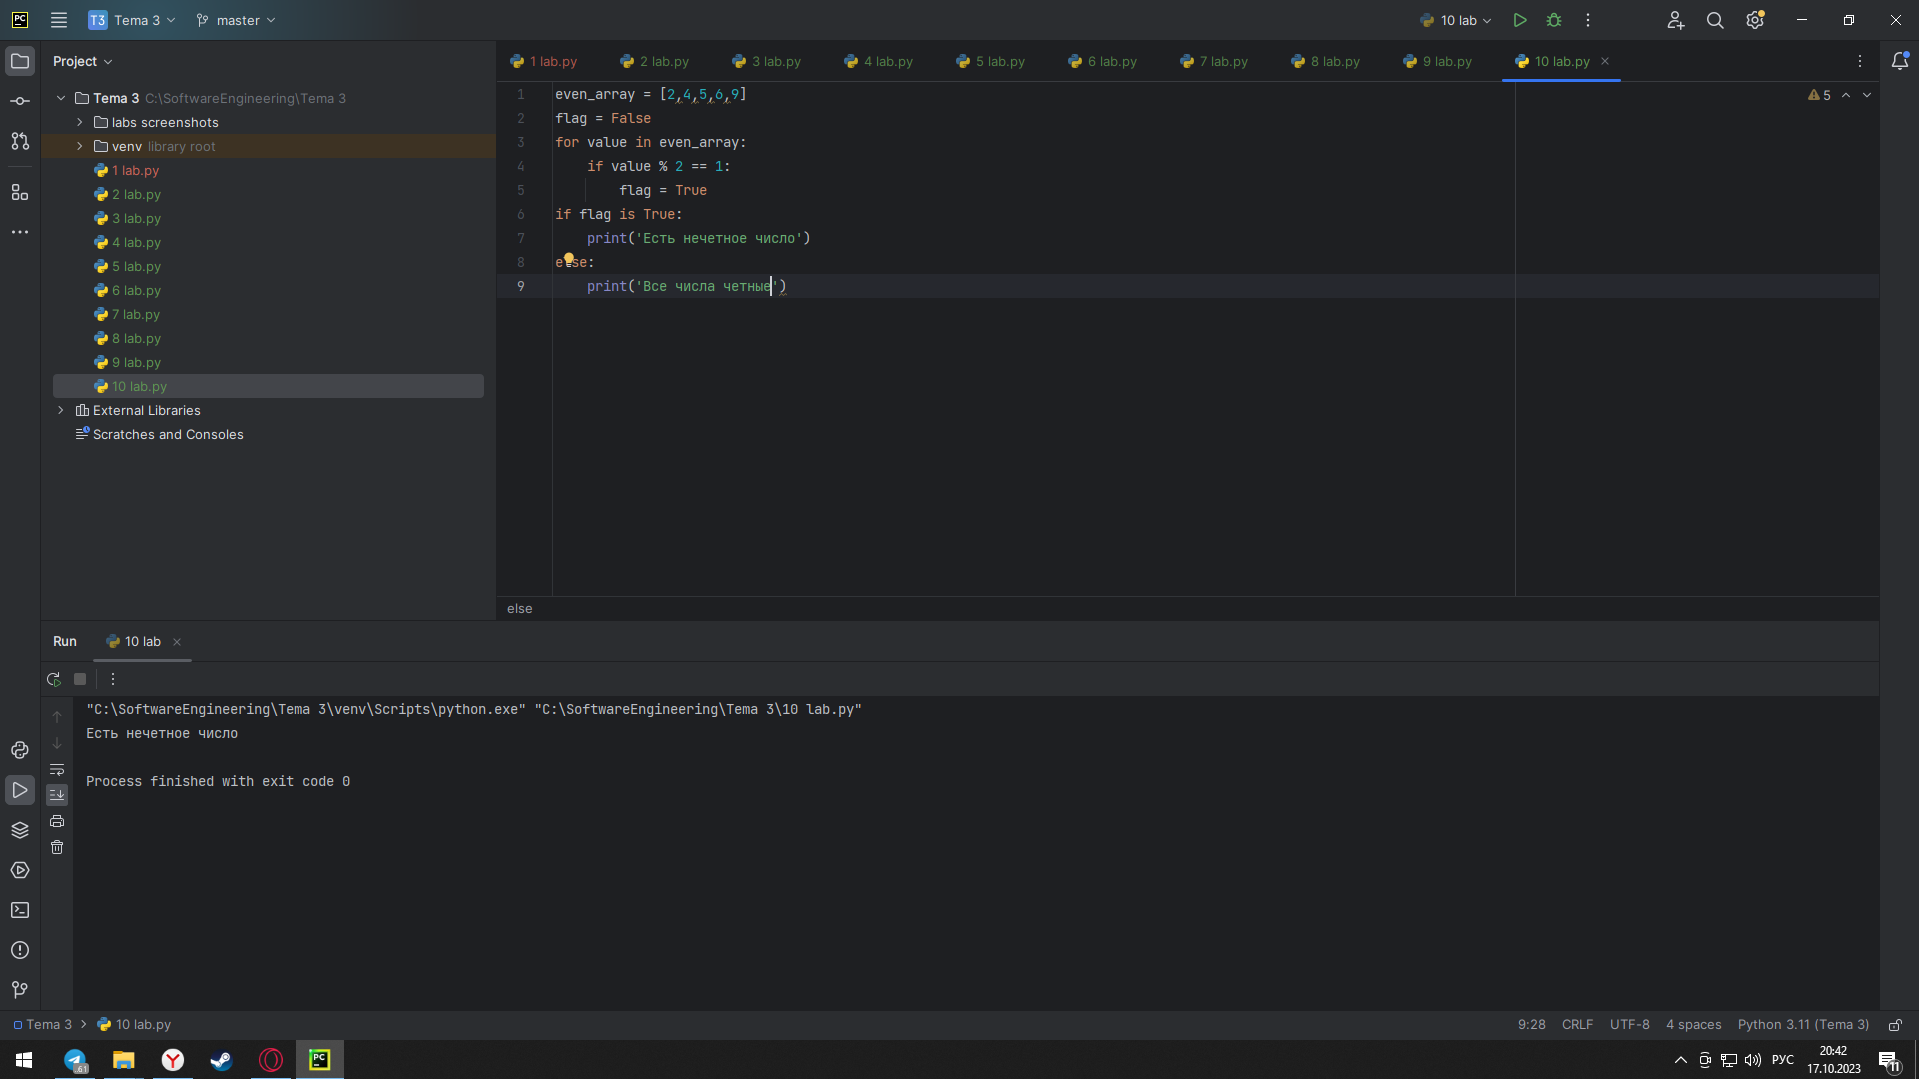 PC T3 Tema 3 master 10 lab
Project
1 lab.py 2 lab.py 3 lab.py 4 lab.py 5 lab.py 6 lab.py 7 lab.py 8 lab.py 9 lab.py 10 lab.py
Tema 3 C:\SoftwareEngineering\Tema 3
labs screenshots
venv library root
1 lab.py
2 lab.py
3 lab.py
4 lab.py
5 lab.py
6 lab.py
7 lab.py
8 lab.py
9 lab.py
10 lab.py
External Libraries
Scratches and Consoles
1 even_array = [2,4,5,6,9]
2 flag = False
3 for value in even_array:
4 if value % 2 == 1:
5 flag = True
6 if flag is True:
7 print('Есть нечетное число')
8 else:
9 print('Все числа четные')
5
else
Run 10 lab
"C:\SoftwareEngineering\Tema 3\venv\Scripts\python.exe" "C:\SoftwareEngineering\Tema 3\10 lab.py"
Есть нечетное число
Process finished with exit code 0
Tema 3 10 lab.py
9:28 CRLF UTF-8 4 spaces Python 3.11 (Tema 3)
61 Y PC РУС 20:42
17.10.2023
11